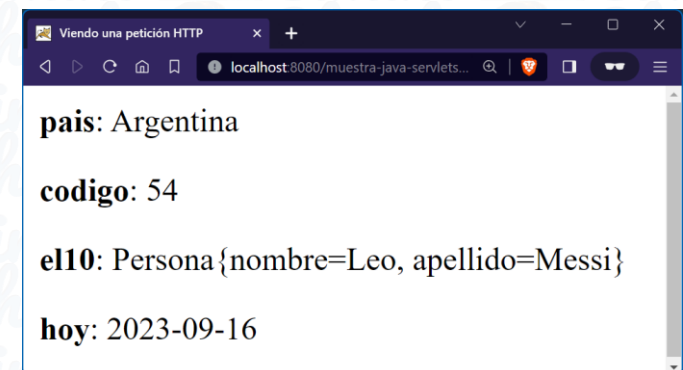 Viendo una petición HTTP
localhost:8080/muestra-java-servlets...
pais: Argentina
codigo: 54
el10: Persona{nombre=Leo, apellido=Messi}
hoy: 2023-09-16